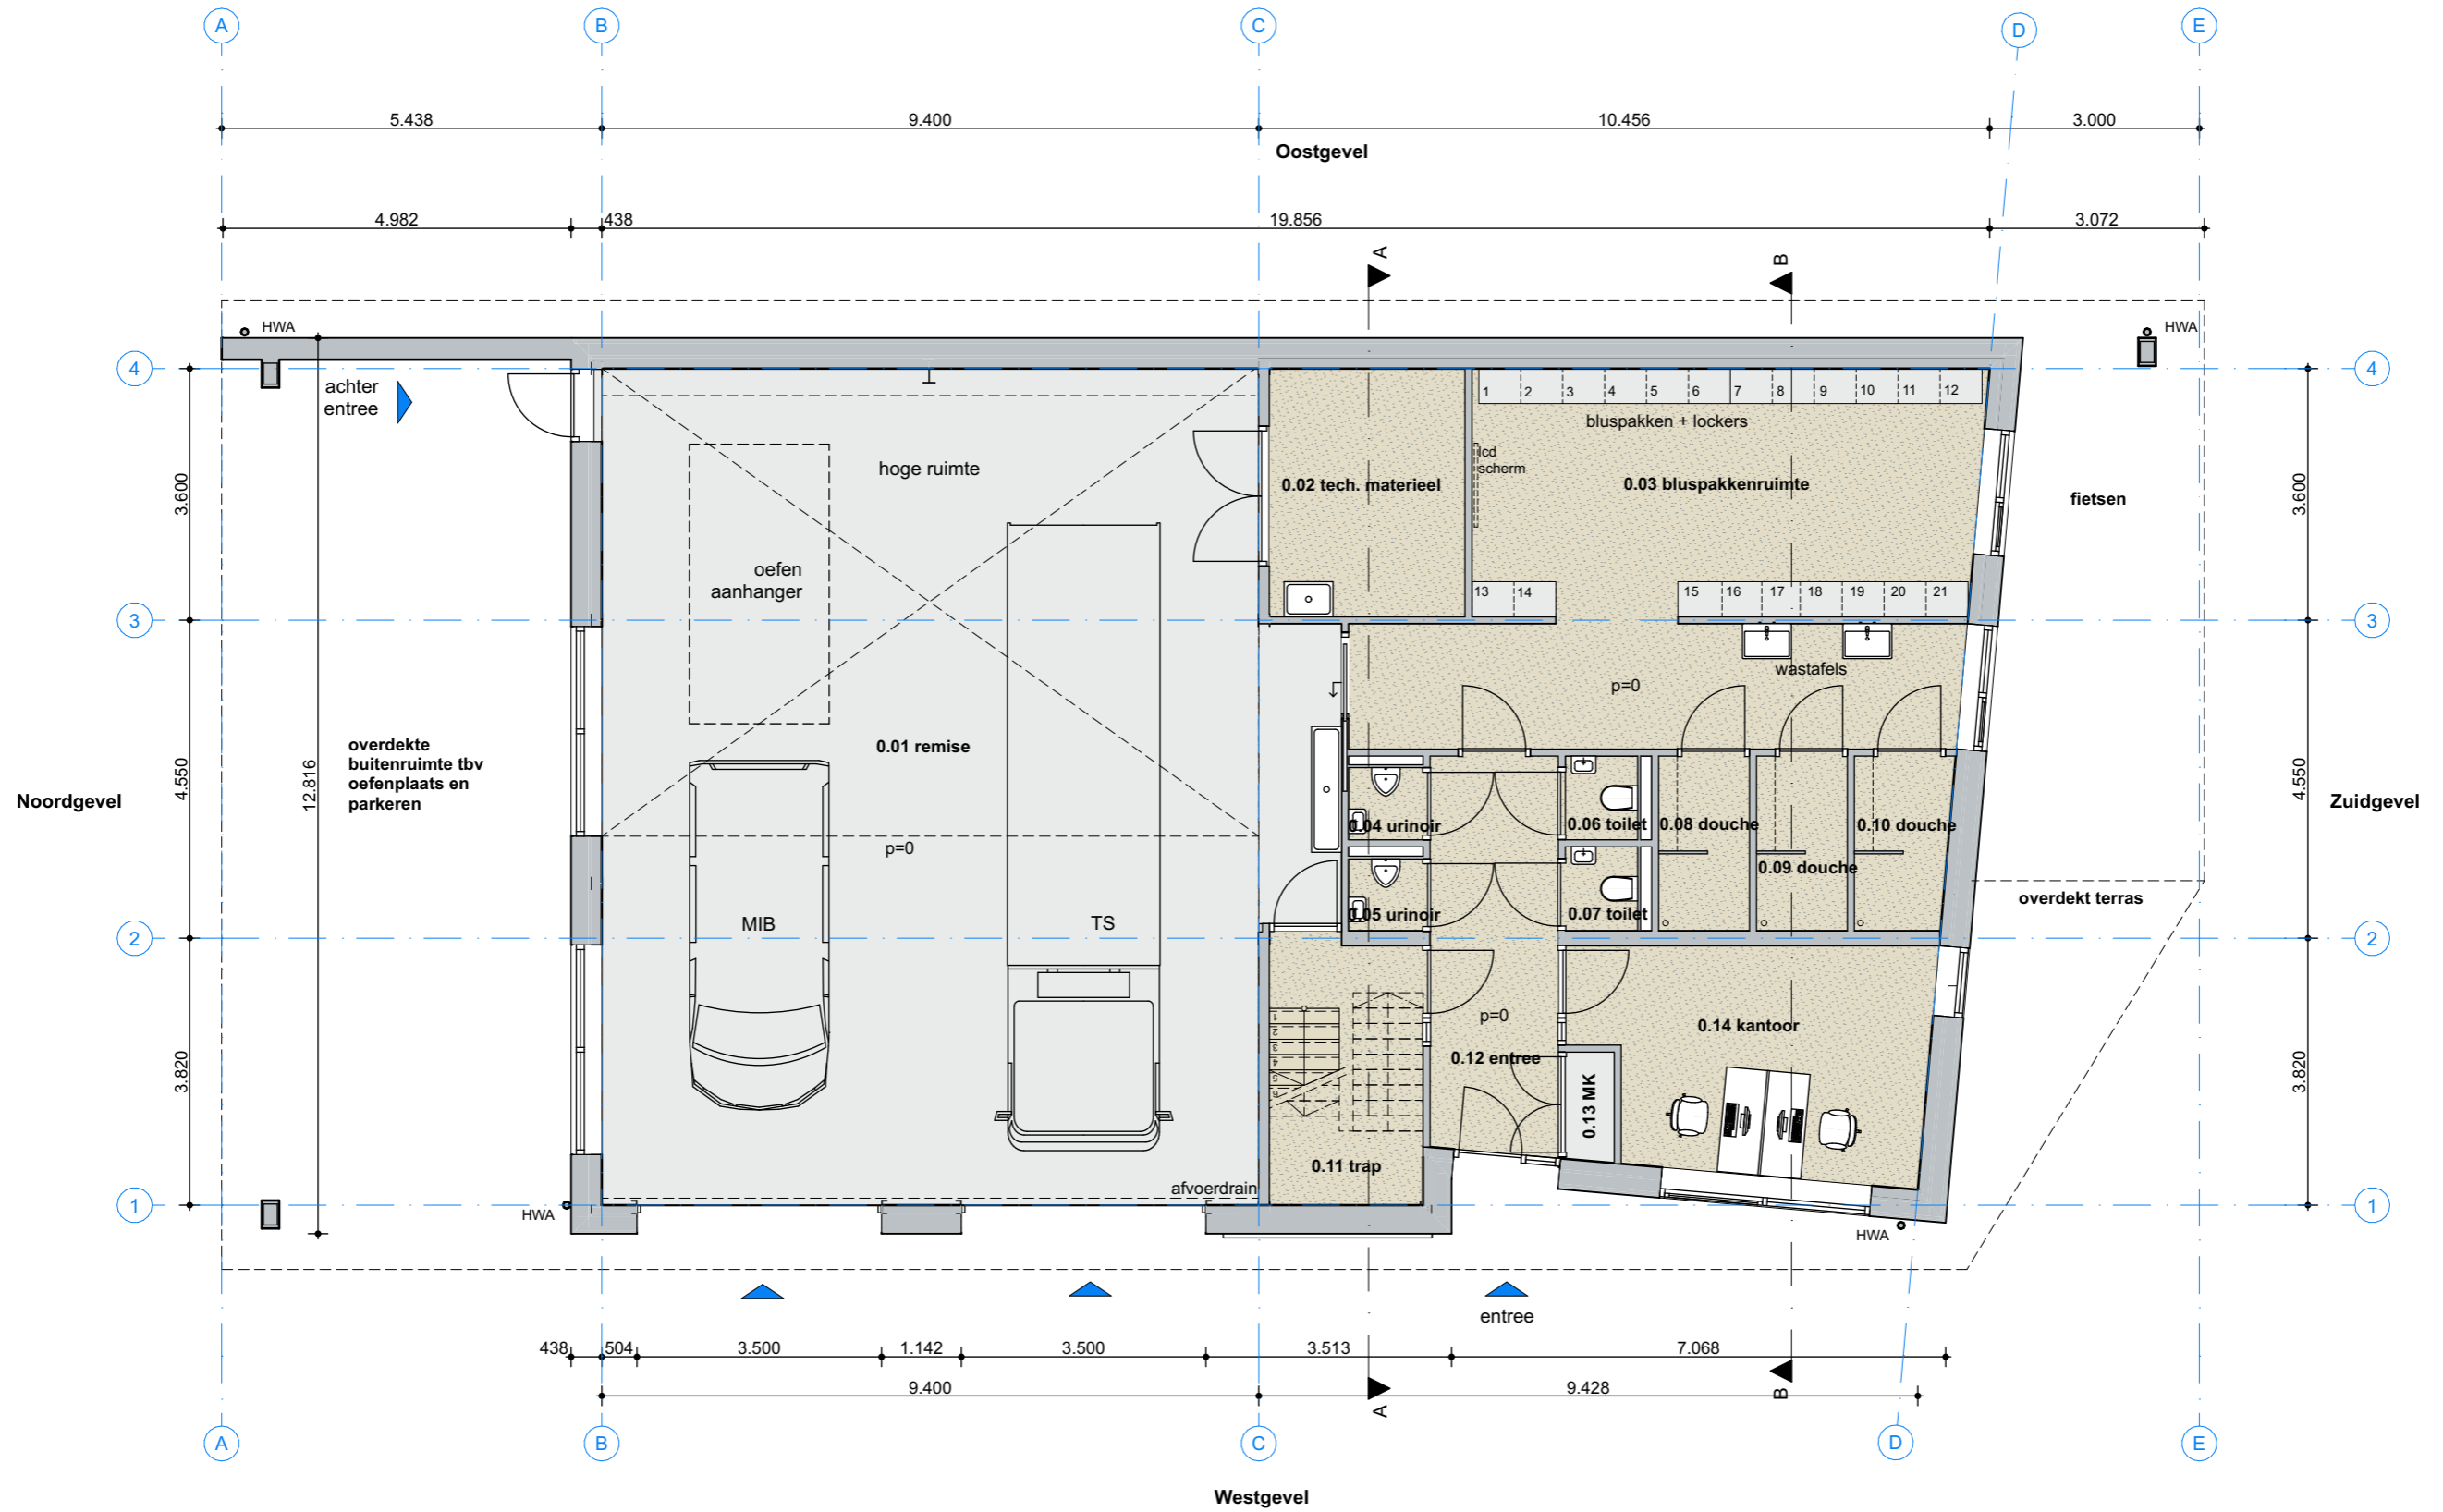 A
B
C
D
E
5.438
9.400
10.456
3.000
Oostgevel
4.982
438
19.856
3.072
A
B
HWA
HWA
4
4
achter
entree
1
2
3
4
5
6
7
8
9
10
11
12
bluspakken + lockers
hoge ruimte
lcd
scherm
0.02 tech. materieel
0.03 bluspakkenruimte
fietsen
3.600
3.600
oefen
aanhanger
13
14
15
16
17
18
19
20
21
3
3
wastafels
p=0
0.01 remise
overdekte
buitenruimte tbv
oefenplaats en
parkeren
4.550
12.816
4.550
Noordgevel
Zuidgevel
0.04 urinoir
0.06 toilet
0.08 douche
0.10 douche
p=0
0.09 douche
0.05 urinoir
0.07 toilet
overdekt terras
MIB
TS
2
2
p=0
0.14 kantoor
0.12 entree
1
2
3
4
5
6
0.13 MK
3.820
3.820
0.11 trap
afvoerdrain
HWA
1
1
HWA
entree
438
504
3.500
1.142
3.500
3.513
7.068
9.400
9.428
A
B
A
B
C
D
E
Westgevel